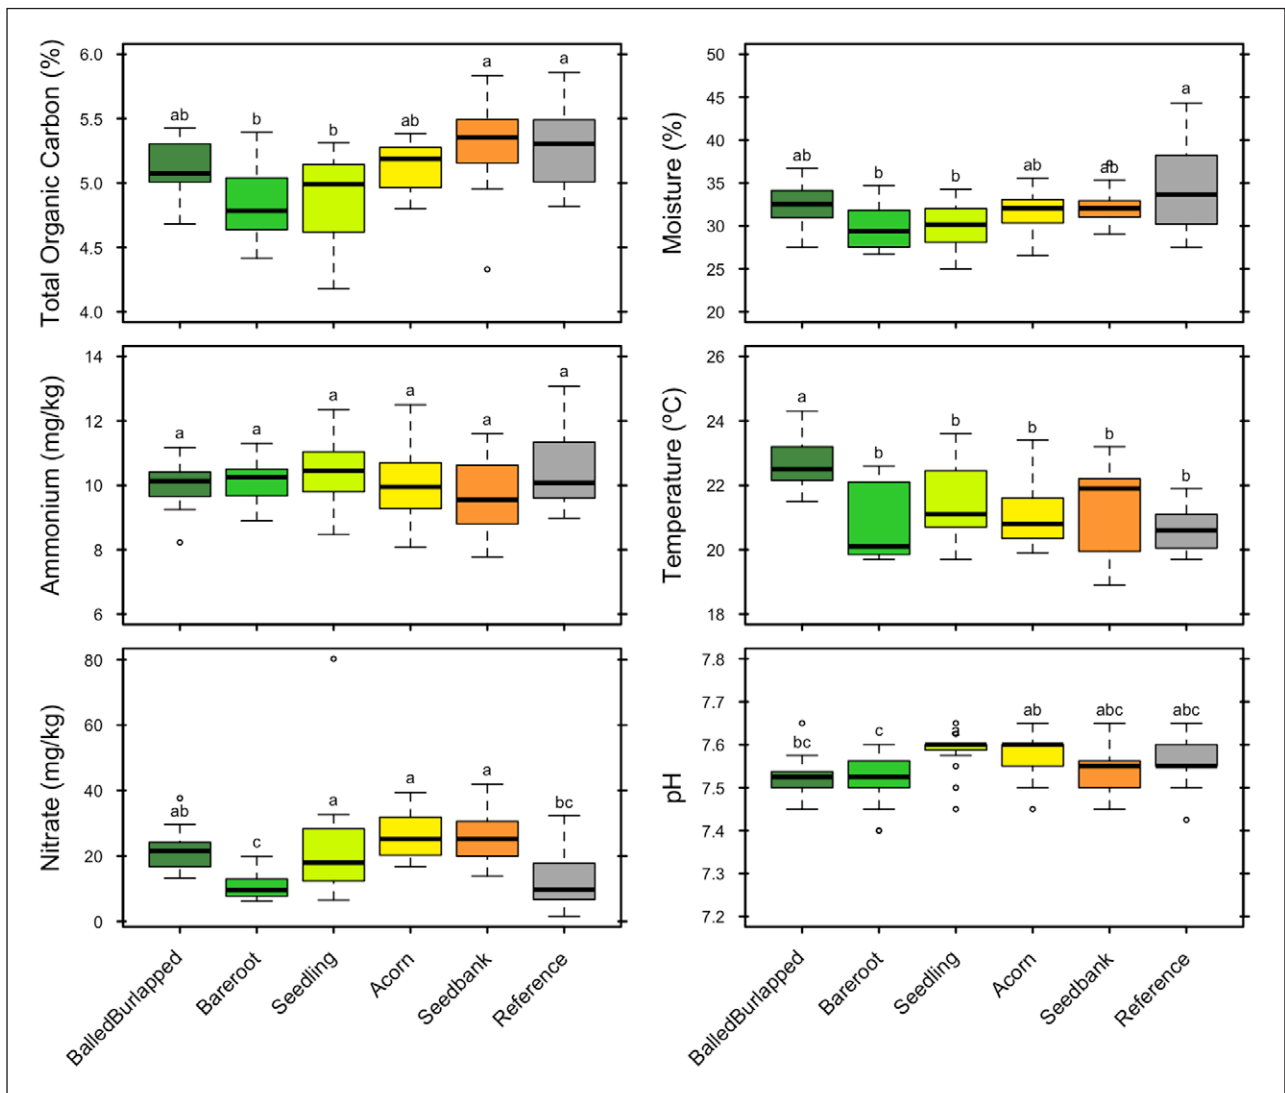 Total Organic Carbon (%)
6.0
5.5
5.0
4.5
4.0
ab
b
b
ab
a
a
Moisture (%)
50
45
40
35
30
25
20
ab
b
b
ab
ab
a
Ammonium (mg/kg)
14
12
10
8
6
a
a
a
a
a
a
Temperature (ºC)
26
24
22
20
18
a
b
b
b
b
b
Nitrate (mg/kg)
80
60
40
20
0
ab
c
a
a
a
bc
pH
7.8
7.7
7.6
7.5
7.4
7.3
7.2
bc
c
a
ab
abc
abc
BalledBurlapped
Bareroot
Seedling
Acorn
Seedbank
Reference
BalledBurlapped
Bareroot
Seedling
Acorn
Seedbank
Reference